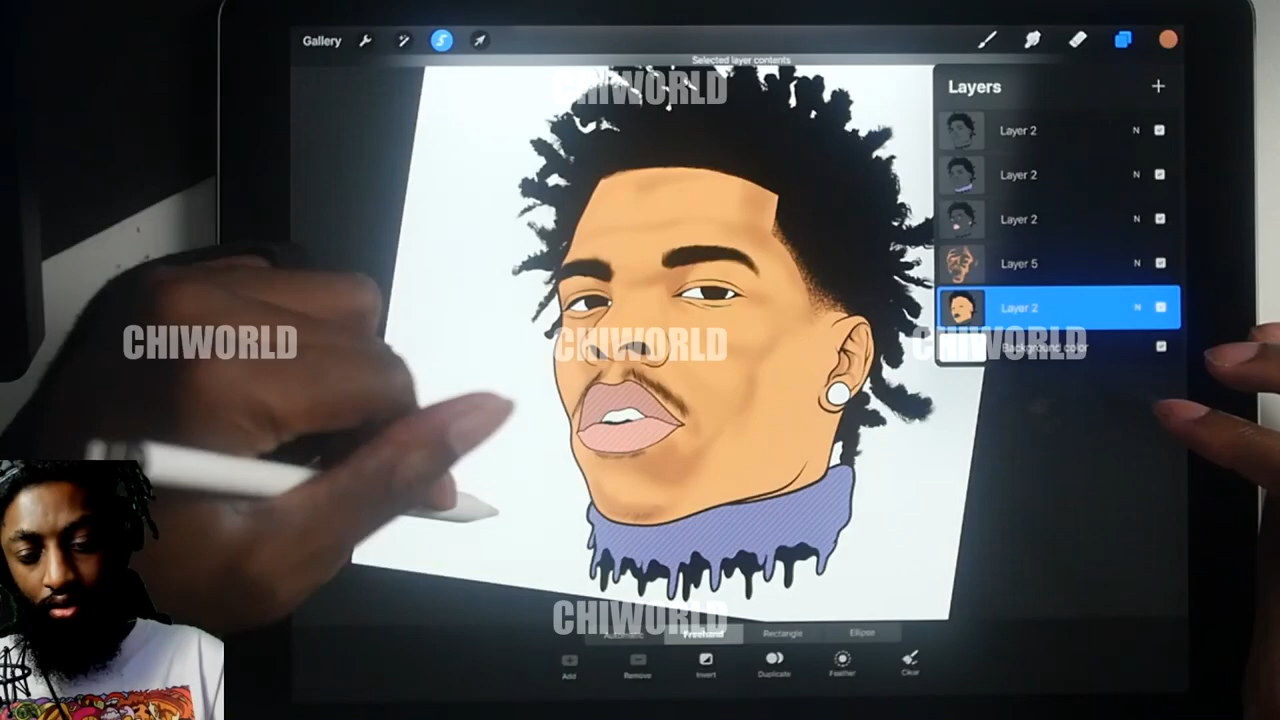 Gallery
Selected layer contents
CHIWORLD
Layers
Layer 2 N
Layer 2 N
Layer 2 N
Layer 5 N
Layer 2 N
CHIWORLD
CHIWORLD
CHIWORLD
Background color
CHIWORLD
Automatic
Freehand
Rectangle
Ellipse
Add
Remove
Invert
Duplicate
Feather
Clear